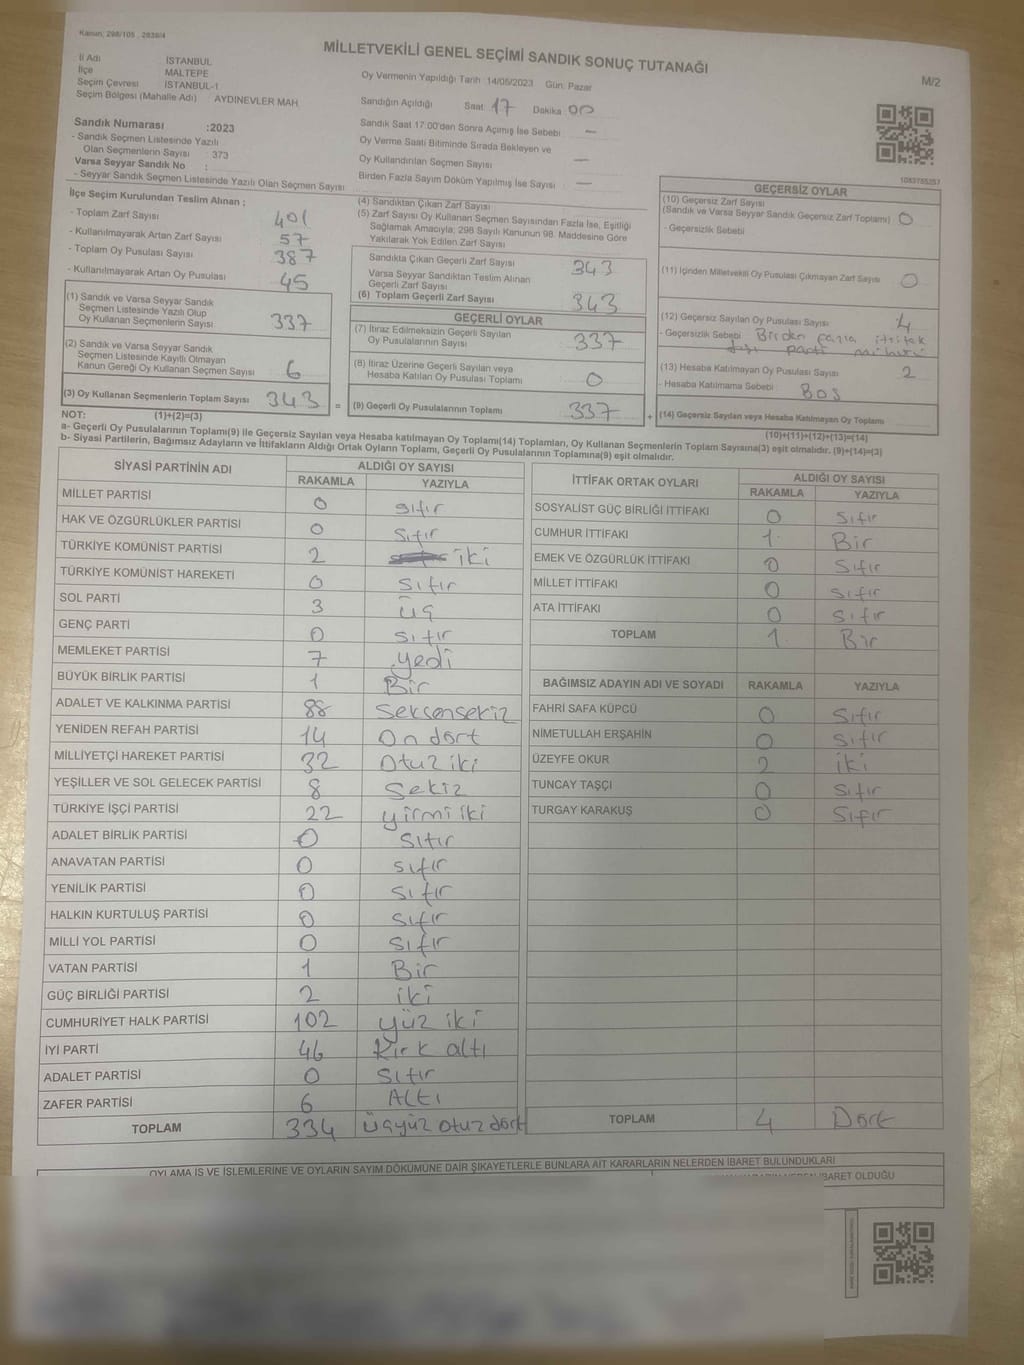 Kanun; 298/105 , 2839/4
MİLLETVEKİLİ GENEL SEÇİMİ SANDIK SONUÇ TUTANAĞI
M/2
İl Adı İSTANBUL
İlçe MALTEPE
Seçim Çevresi İSTANBUL-1
Seçim Bölgesi (Mahalle Adı) AYDINEVLER MAH.
Oy Vermenin Yapıldığı Tarih :14/05/2023 Gün: Pazar
Sandığın Açıldığı Saat: 17 Dakika 00
Sandık Saat 17:00'den Sonra Açımış İse Sebebi —
Oy Verme Saati Bitiminde Sırada Bekleyen ve
Oy Kullandırılan Seçmen Sayısı —
Birden Fazla Sayım Döküm Yapılmış İse Sayısı —
Sandık Numarası :2023
- Sandık Seçmen Listesinde Yazılı
Olan Seçmenlerin Sayısı : 373
Varsa Seyyar Sandık No :
- Seyyar Sandık Seçmen Listesinde Yazılı Olan Seçmen Sayısı
1083755257
İlçe Seçim Kurulundan Teslim Alınan ;
- Toplam Zarf Sayısı 401
- Kullanılmayarak Artan Zarf Sayısı 57
- Toplam Oy Pusulası Sayısı 387
- Kullanılmayarak Artan Oy Pusulası 45
(1) Sandık ve Varsa Seyyar Sandık
Seçmen Listesinde Yazılı Olup
Oy Kullanan Seçmenlerin Sayısı 337
(2) Sandık ve Varsa Seyyar Sandık
Seçmen Listesinde Kayıtlı Olmayan
Kanun Gereği Oy Kullanan Seçmen Sayısı 6
(3) Oy Kullanan Seçmenlerin Toplam Sayısı 343 =
(4) Sandıktan Çıkan Zarf Sayısı
(5) Zarf Sayısı Oy Kullanan Seçmen Sayısından Fazla İse, Eşitliği
Sağlamak Amacıyla; 298 Sayılı Kanunun 98. Maddesine Göre
Yakılarak Yok Edilen Zarf Sayısı
Sandıkta Çıkan Geçerli Zarf Sayısı 343
Varsa Seyyar Sandıktan Teslim Alınan
Geçerli Zarf Sayısı
(6) Toplam Geçerli Zarf Sayısı 343
GEÇERLİ OYLAR
(7) İtiraz Edilmeksizin Geçerli Sayılan
Oy Pusulalarının Sayısı 337
(8) İtiraz Üzerine Geçerli Sayılan veya
Hesaba Katılan Oy Pusulası Toplamı 0
(9) Geçerli Oy Pusulalarının Toplamı 337 +
GEÇERSİZ OYLAR
(10) Geçersiz Zarf Sayısı
(Sandık ve Varsa Seyyar Sandık Geçersiz Zarf Toplamı) 0
- Geçersizlik Sebebi
(11) İçinden Milletvekili Oy Pusulası Çıkmayan Zarf Sayısı 0
(12) Geçersiz Sayılan Oy Pusulası Sayısı 4
- Geçersizlik Sebebi Birden fazla ittifak
dışı parti mühürü
(13) Hesaba Katılmayan Oy Pusulası Sayısı 2
- Hesaba Katılmama Sebebi BOŞ
(14) Geçersiz Sayılan veya Hesaba Katılmayan Oy Toplamı
NOT: (1)+(2)=(3)
(10)+(11)+(12)+(13)=(14)
a- Geçerli Oy Pusulalarının Toplamı(9) ile Geçersiz Sayılan veya Hesaba katılmayan Oy Toplamı(14) Toplamları, Oy Kullanan Seçmenlerin Toplam Sayısına(3) eşit olmalıdır. (9)+(14)=(3)
b- Siyasi Partilerin, Bağımsız Adayların ve İttifakların Aldığı Ortak Oyların Toplamı, Geçerli Oy Pusulalarının Toplamına(9) eşit olmalıdır.
SİYASİ PARTİNİN ADI ALDIĞI OY SAYISI
RAKAMLA YAZIYLA
MİLLET PARTİSİ 0 sıfır
HAK VE ÖZGÜRLÜKLER PARTİSİ 0 Sıfır
TÜRKİYE KOMÜNİST PARTİSİ 2 iki
TÜRKİYE KOMÜNİST HAREKETİ 0 Sıfır
SOL PARTİ 3 üç
GENÇ PARTİ 0 Sıfır
MEMLEKET PARTİSİ 7 yedi
BÜYÜK BİRLİK PARTİSİ 1 Bir
ADALET VE KALKINMA PARTİSİ 88 Seksensekiz
YENİDEN REFAH PARTİSİ 14 On dört
MİLLİYETÇİ HAREKET PARTİSİ 32 Otuz iki
YEŞİLLER VE SOL GELECEK PARTİSİ 8 Sekiz
TÜRKİYE İŞÇİ PARTİSİ 22 yirmi iki
ADALET BİRLİK PARTİSİ 0 Sıfır
ANAVATAN PARTİSİ 0 sıfır
YENİLİK PARTİSİ 0 Sıfır
HALKIN KURTULUŞ PARTİSİ 0 Sıfır
MİLLİ YOL PARTİSİ 0 Sıfır
VATAN PARTİSİ 1 Bir
GÜÇ BİRLİĞİ PARTİSİ 2 iki
CUMHURİYET HALK PARTİSİ 102 yüz iki
İYİ PARTİ 46 Kırk altı
ADALET PARTİSİ 0 Sıfır
ZAFER PARTİSİ 6 Altı
TOPLAM 334 Üçyüz otuz dört
İTTİFAK ORTAK OYLARI ALDIĞI OY SAYISI
RAKAMLA YAZIYLA
SOSYALİST GÜÇ BİRLİĞİ İTTİFAKI 0 Sıfır
CUMHUR İTTİFAKI 1 Bir
EMEK VE ÖZGÜRLÜK İTTİFAKI 0 Sıfır
MİLLET İTTİFAKI 0 Sıfır
ATA İTTİFAKI 0 Sıfır
TOPLAM 1 Bir
BAĞIMSIZ ADAYIN ADI VE SOYADI RAKAMLA YAZIYLA
FAHRİ SAFA KÜPCÜ 0 Sıfır
NİMETULLAH ERŞAHİN 0 Sıfır
ÜZEYFE OKUR 2 iki
TUNCAY TAŞÇI 0 Sıfır
TURGAY KARAKUŞ 0 Sıfır
TOPLAM 4 Dört
OYLAMA İŞ VE İŞLEMLERİNE VE OYLARIN SAYIM DÖKÜMÜNE DAİR ŞİKAYETLERLE BUNLARA AİT KARARLARIN NELERDEN İBARET BULUNDUKLARI
İBARET OLDUĞU